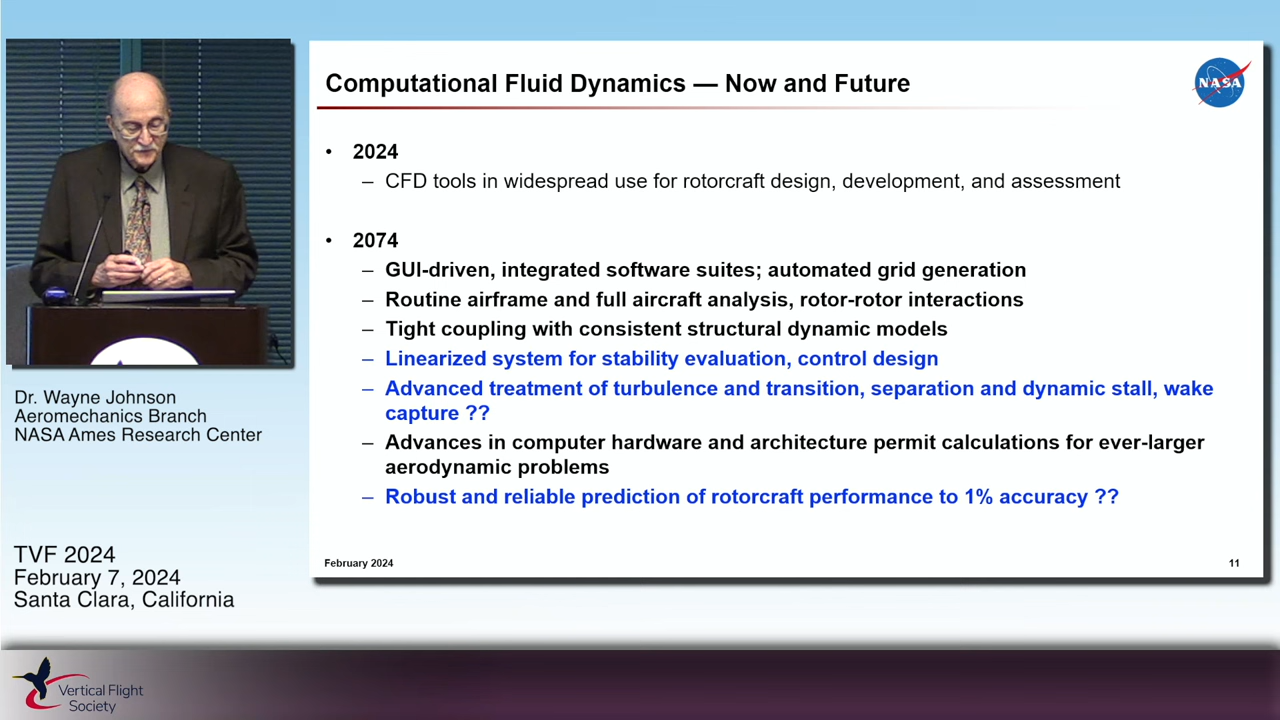 Computational Fluid Dynamics — Now and Future
NASA
• 2024
– CFD tools in widespread use for rotorcraft design, development, and assessment
• 2074
– GUI-driven, integrated software suites; automated grid generation
– Routine airframe and full aircraft analysis, rotor-rotor interactions
– Tight coupling with consistent structural dynamic models
– Linearized system for stability evaluation, control design
– Advanced treatment of turbulence and transition, separation and dynamic stall, wake
capture ??
– Advances in computer hardware and architecture permit calculations for ever-larger
aerodynamic problems
– Robust and reliable prediction of rotorcraft performance to 1% accuracy ??
February 2024
11
Dr. Wayne Johnson
Aeromechanics Branch
NASA Ames Research Center
TVF 2024
February 7, 2024
Santa Clara, California
Vertical Flight
Society